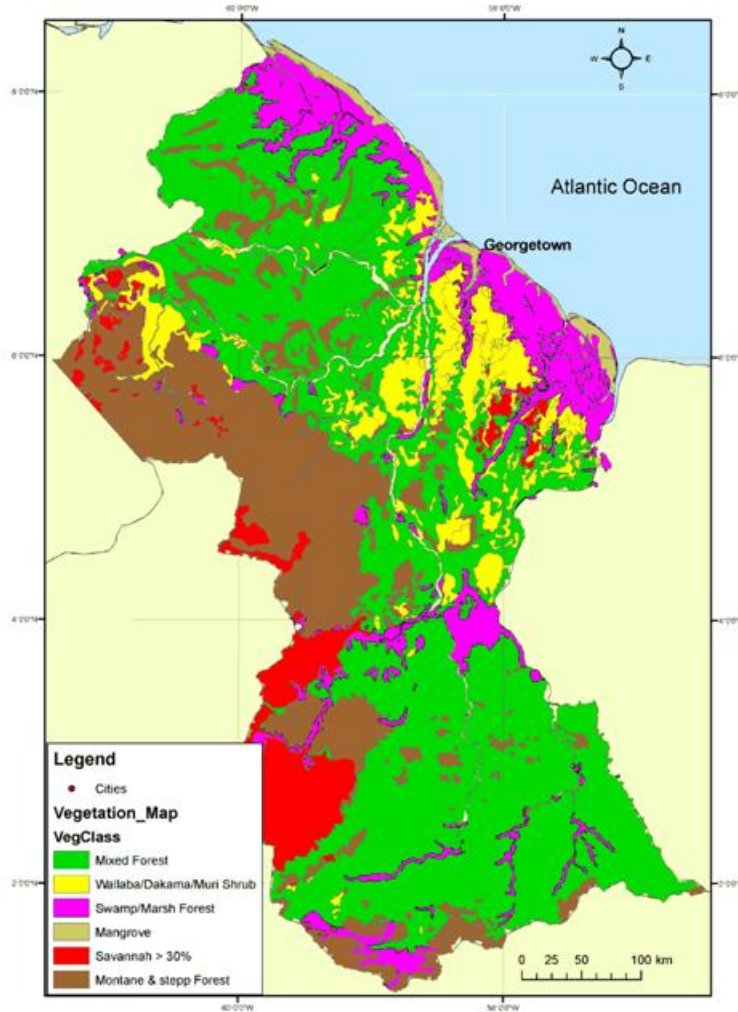 N
W
E
S
Atlantic Ocean
Georgetown
Legend
Cities
Vegetation_Map
VegClass
Mixed Forest
Wallaba/Dakama/Muri Shrub
Swamp/Marsh Forest
Mangrove
Savannah > 30%
Montane & stepp Forest
0 25 50 100 km